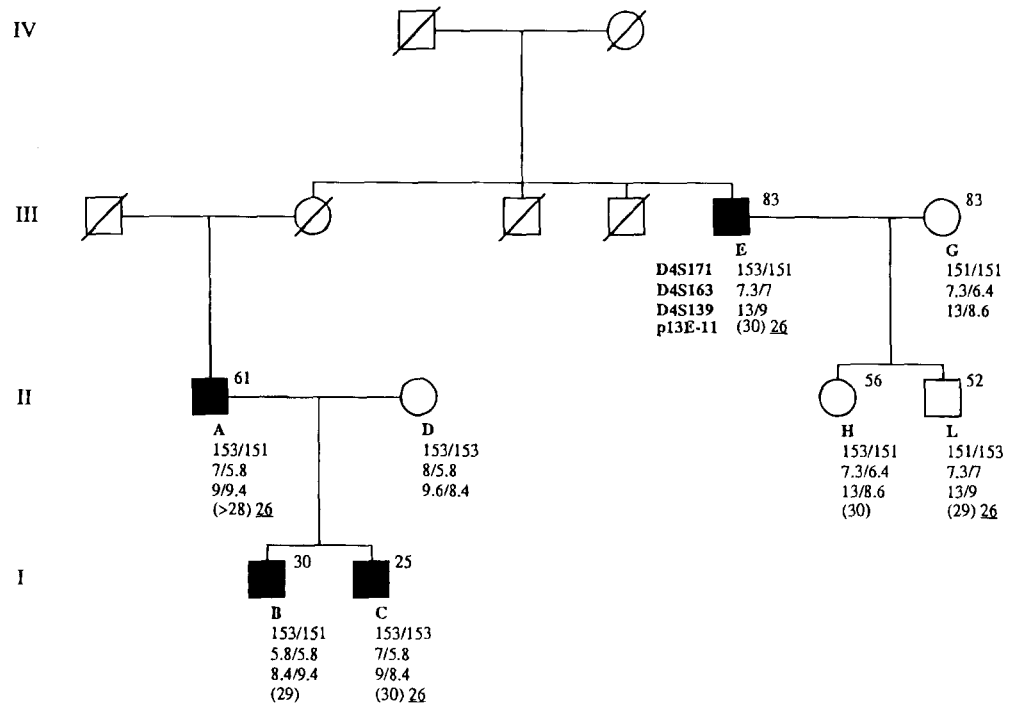 IV
III
83
83
E
G
D4S171 153/151 151/151
D4S163 7.3/7 7.3/6.4
D4S139 13/9 13/8.6
p13E-11 (30) 26
II
61
56
52
A
D
H
L
153/151 153/153 153/151 151/153
7/5.8 8/5.8 7.3/6.4 7.3/7
9/9.4 9.6/8.4 13/8.6 13/9
(>28) 26 (30) (29) 26
I
30
25
B
C
153/151 153/153
5.8/5.8 7/5.8
8.4/9.4 9/8.4
(29) (30) 26